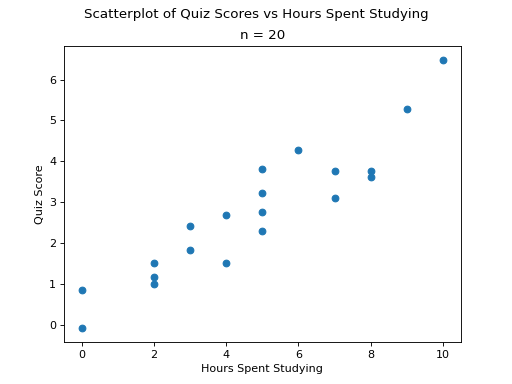 Scatterplot of Quiz Scores vs Hours Spent Studying
n = 20
6
5
4
3
2
1
0
Quiz Score
0 2 4 6 8 10
Hours Spent Studying